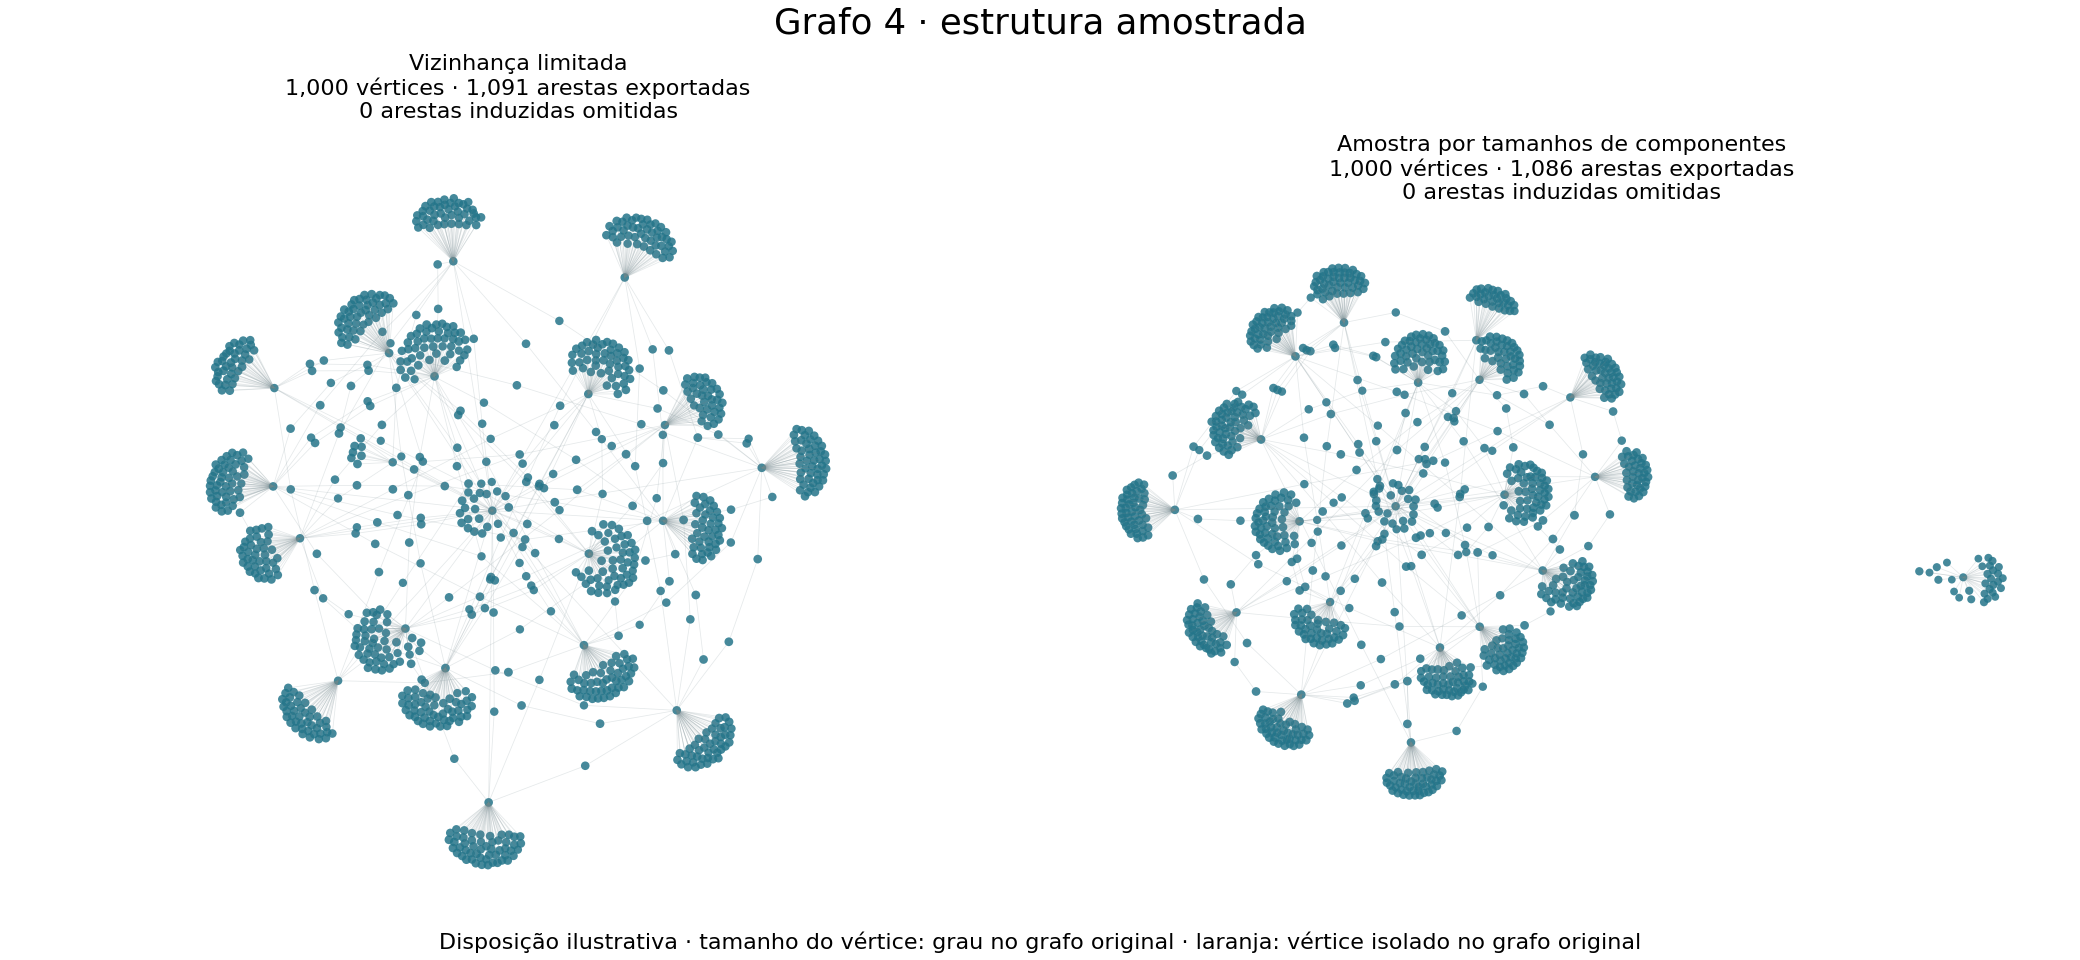 Grafo 4 · estrutura amostrada
Vizinhança limitada
1,000 vértices · 1,091 arestas exportadas
0 arestas induzidas omitidas
Amostra por tamanhos de componentes
1,000 vértices · 1,086 arestas exportadas
0 arestas induzidas omitidas
Disposição ilustrativa · tamanho do vértice: grau no grafo original · laranja: vértice isolado no grafo original